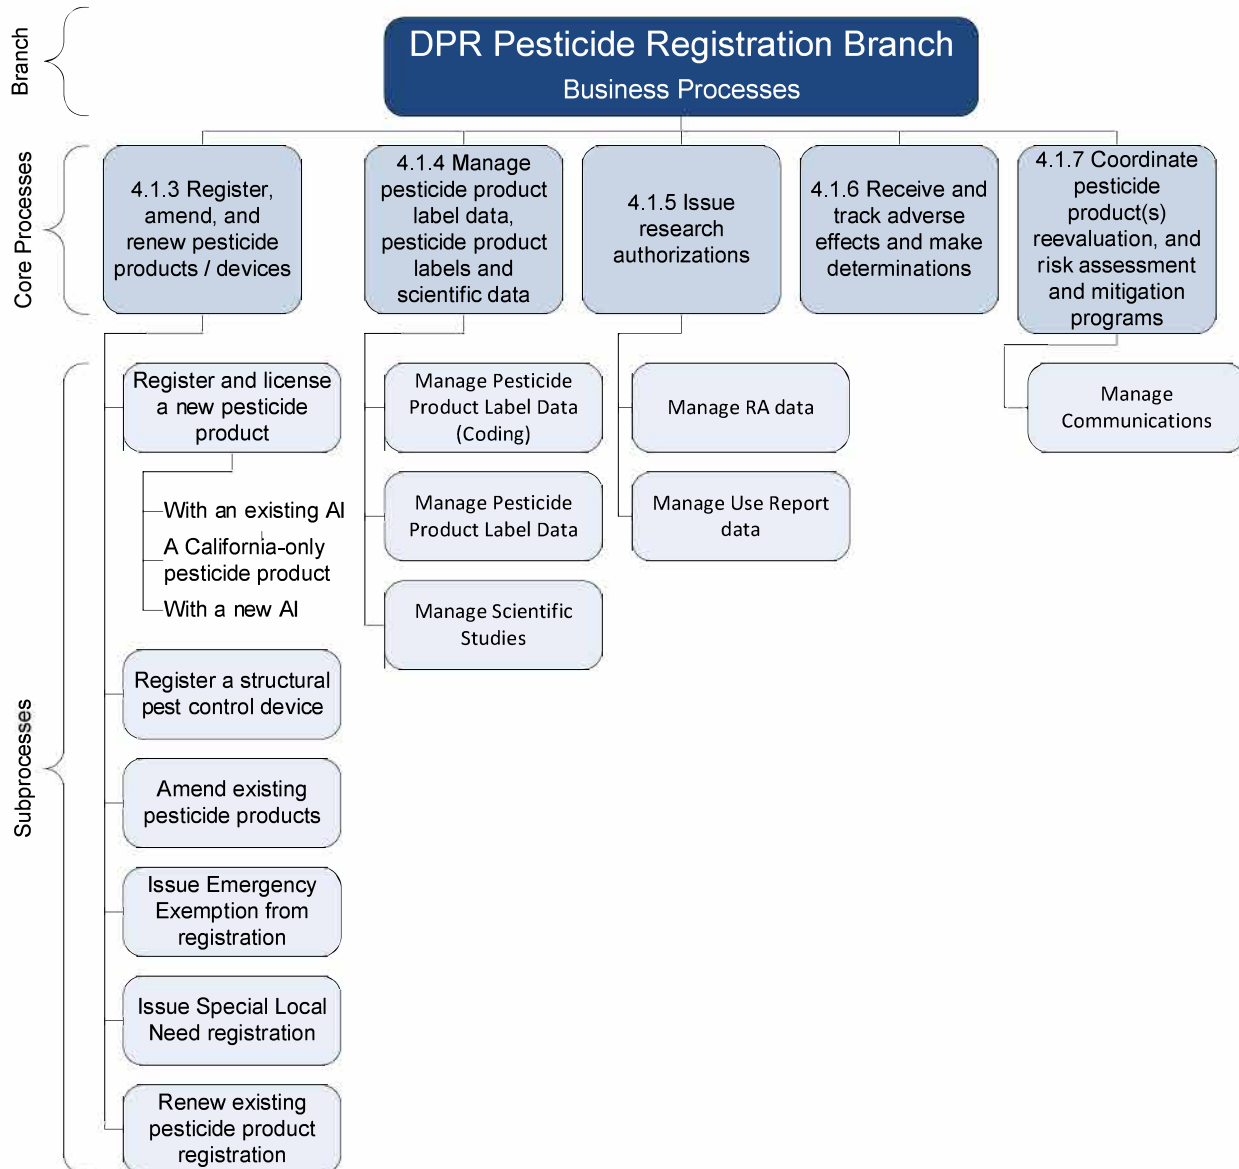 DPR Pesticide Registration Branch
Business Processes
Branch
Core Processes
4.1.3 Register,
amend, and
renew pesticide
products / devices
4.1.4 Manage
pesticide product
label data,
pesticide product
labels and
scientific data
4.1.5 Issue
research
authorizations
4.1.6 Receive and
track adverse
effects and make
determinations
4.1.7 Coordinate
pesticide
product(s)
reevaluation, and
risk assessment
and mitigation
programs
Subprocesses
Register and license
a new pesticide
product
With an existing AI
A California-only
pesticide product
With a new AI
Register a structural
pest control device
Amend existing
pesticide products
Issue Emergency
Exemption from
registration
Issue Special Local
Need registration
Renew existing
pesticide product
registration
Manage Pesticide
Product Label Data
(Coding)
Manage Pesticide
Product Label Data
Manage Scientific
Studies
Manage RA data
Manage Use Report
data
Manage
Communications